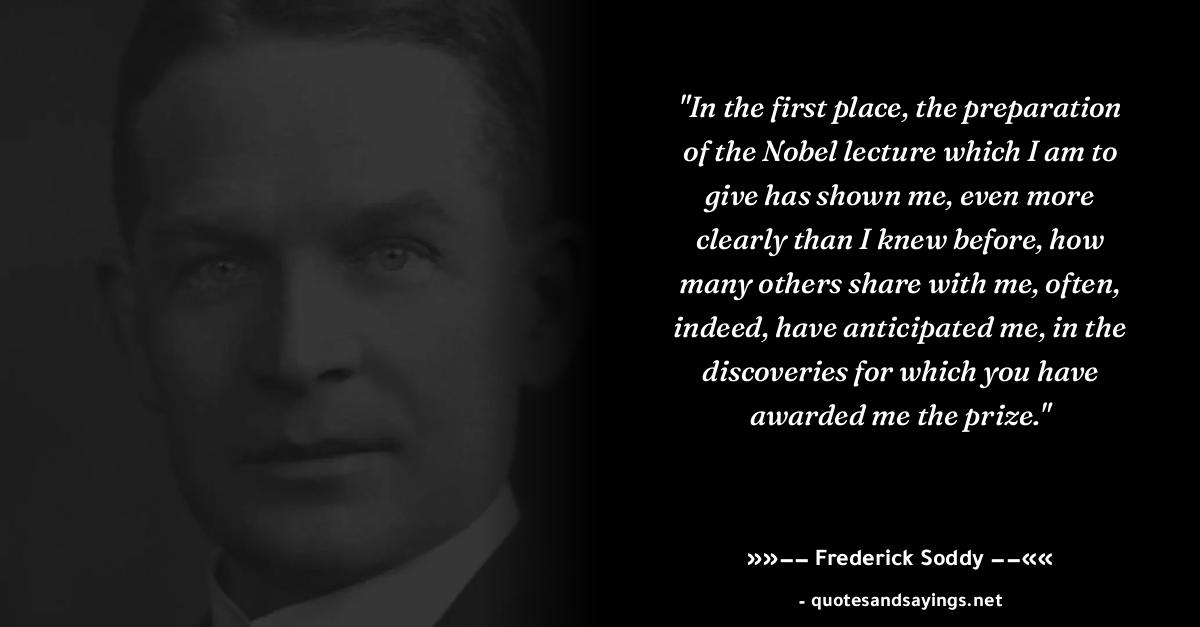 "In the first place, the preparation
of the Nobel lecture which I am to
give has shown me, even more
clearly than I knew before, how
many others share with me, often,
indeed, have anticipated me, in the
discoveries for which you have
awarded me the prize."
»»−− Frederick Soddy −−««
- quotesandsayings.net